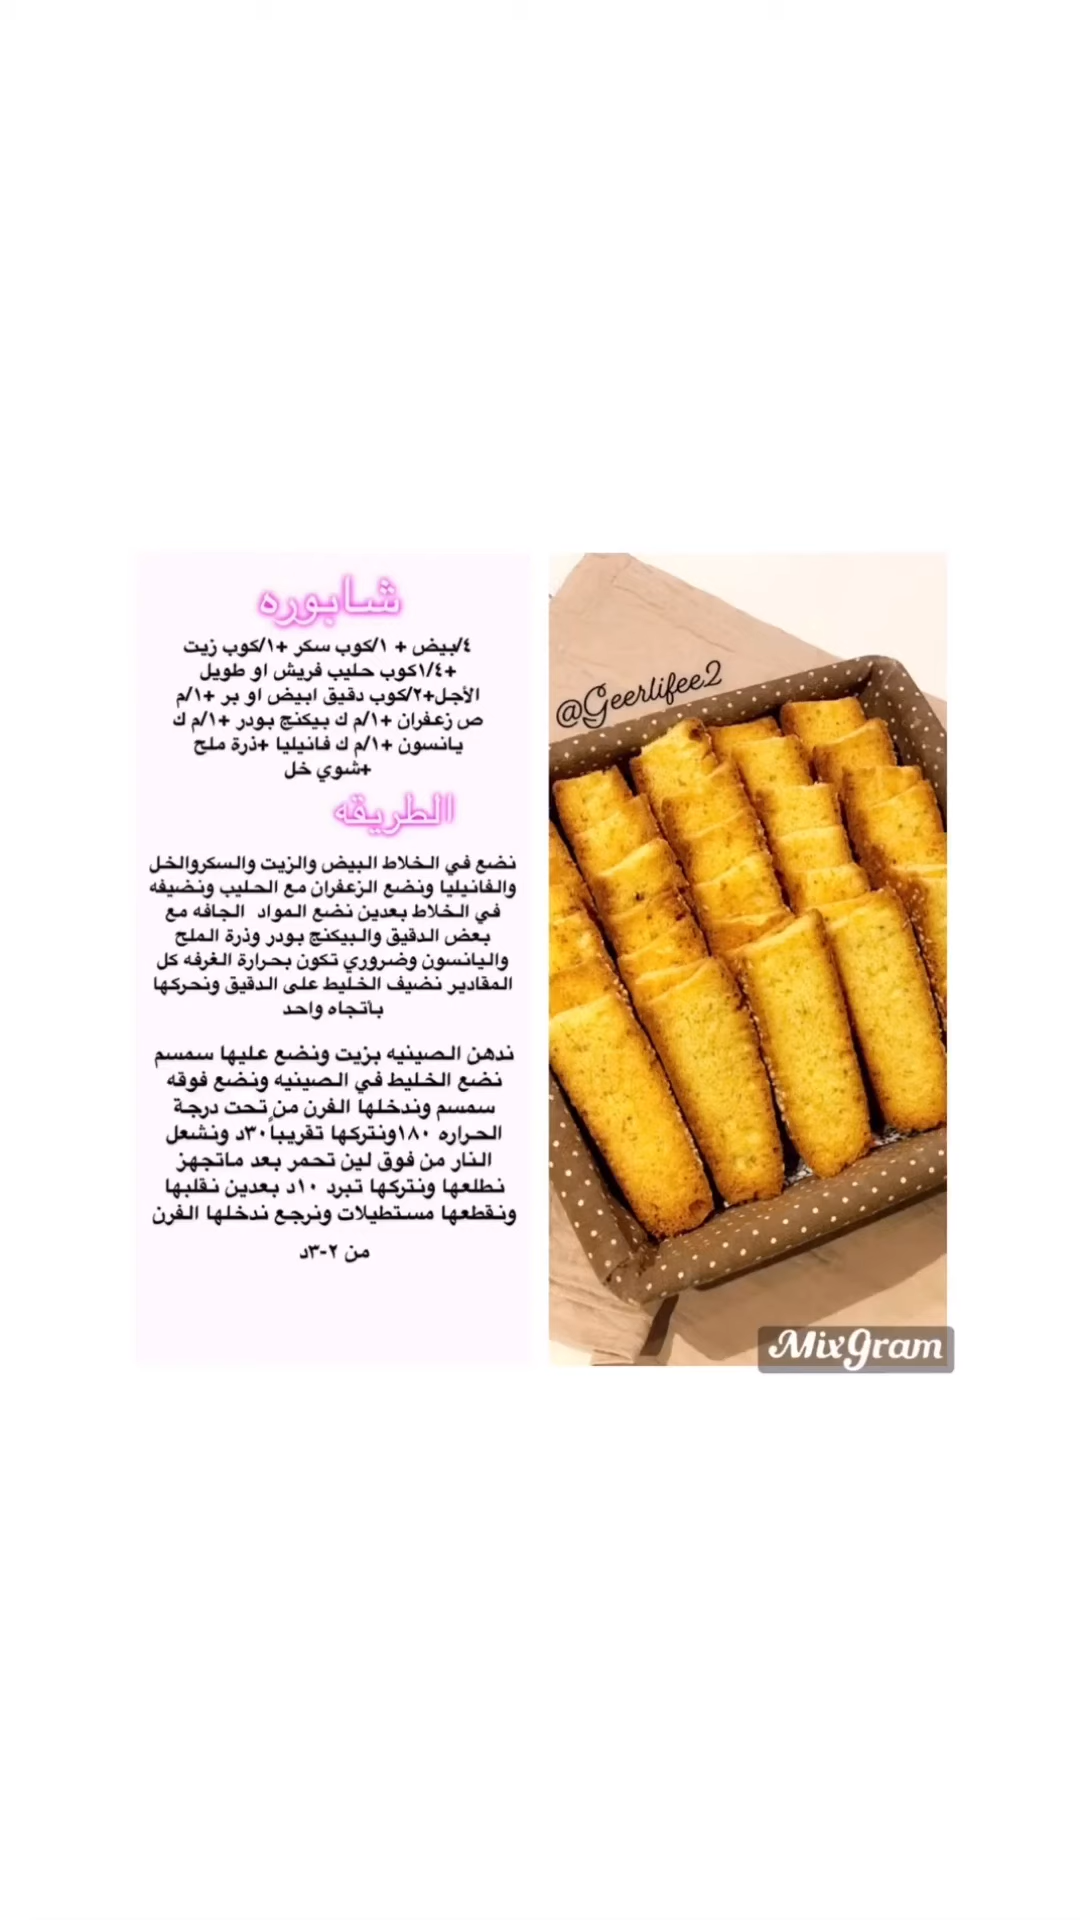 شابوره
٤/بيض + ١/كوب سكر +١/كوب زيت
+١/٤كوب حليب فريش او طويل
الأجل+٢/كوب دقيق ابيض او بر +١/م
ص زعفران +١/م ك بيكنج بودر +١/م ك
يانسون +١/م ك فانيليا +ذرة ملح
+شوي خل
الطريقه
نضع في الخلاط البيض والزيت والسكروالخل
والفانيليا ونضع الزعفران مع الحليب ونضيفه
في الخلاط بعدين نضع المواد الجافه مع
بعض الدقيق والبيكنج بودر وذرة الملح
واليانسون وضروري تكون بحرارة الغرفه كل
المقادير نضيف الخليط على الدقيق ونحركها
بأتجاه واحد
ندهن الصينيه بزيت ونضع عليها سمسم
نضع الخليط في الصينيه ونضع فوقه
سمسم وندخلها الفرن من تحت درجة
الحراره ١٨٠ونتركها تقريباً٣٠د ونشعل
النار من فوق لين تحمر بعد ماتجهز
نطلعها ونتركها تبرد ١٠د بعدين نقلبها
ونقطعها مستطيلات ونرجع ندخلها الفرن
من ٢-٣د
@Geerlifee2
MixGram